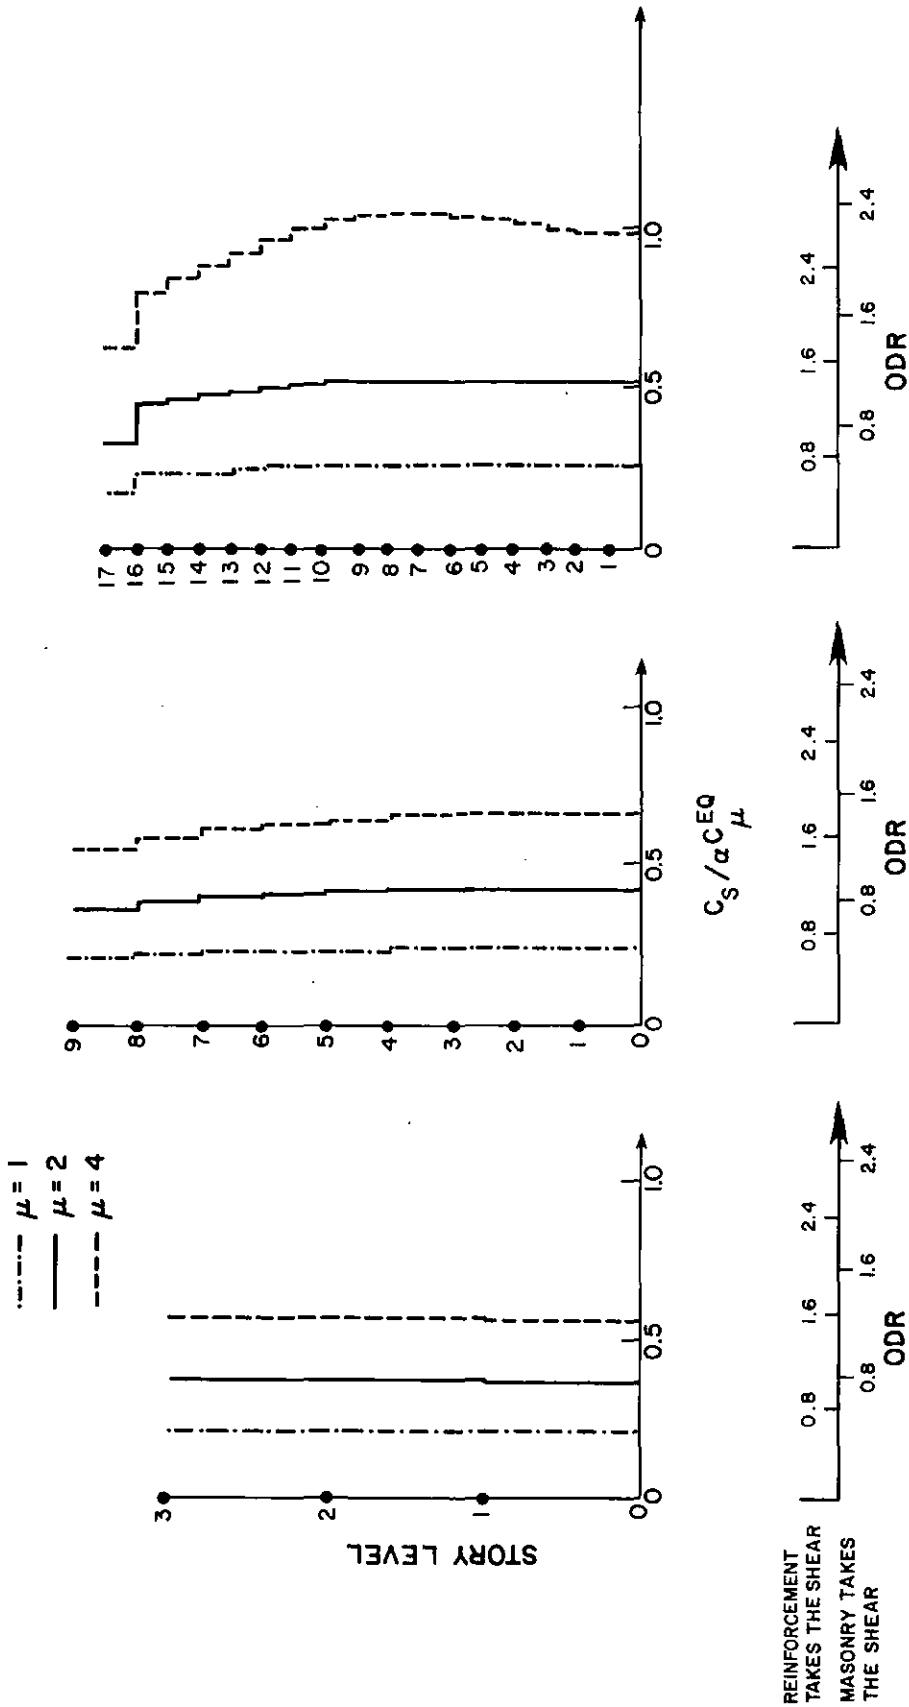 μ = 1
μ = 2
μ = 4
STORY LEVEL
3
2
1
0
0
0.5
1.0
9
8
7
6
5
4
3
2
1
0
0
0.5
1.0
C_S / α C_μ^EQ
17
16
15
14
13
12
11
10
9
8
7
6
5
4
3
2
1
0
0.5
1.0
REINFORCEMENT
TAKES THE SHEAR
MASONRY TAKES
THE SHEAR
0.8 1.6 2.4
0.8 1.6 2.4
ODR
0.8 1.6 2.4
0.8 1.6 2.4
ODR
0.8 1.6 2.4
0.8 1.6 2.4
ODR